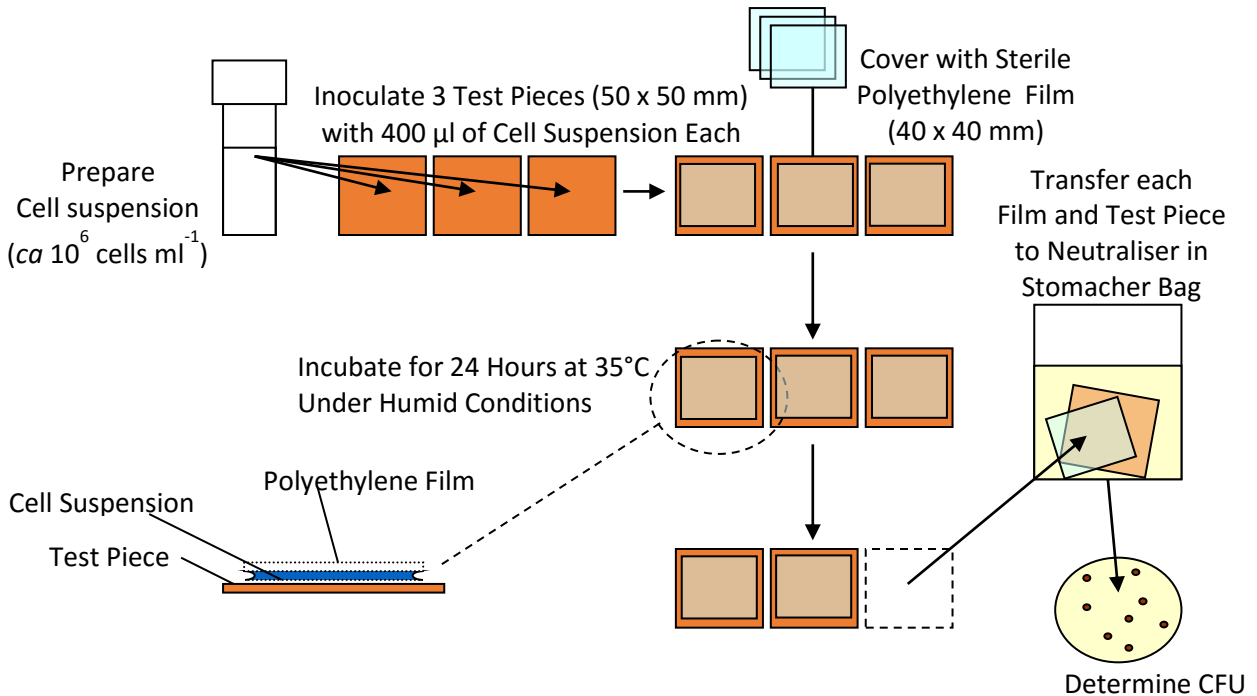 Prepare
Cell suspension
(ca 10⁶ cells ml⁻¹)
Inoculate 3 Test Pieces (50 x 50 mm)
with 400 µl of Cell Suspension Each
Cover with Sterile
Polyethylene Film
(40 x 40 mm)
Transfer each
Film and Test Piece
to Neutraliser in
Stomacher Bag
Incubate for 24 Hours at 35°C
Under Humid Conditions
Polyethylene Film
Cell Suspension
Test Piece
Determine CFU